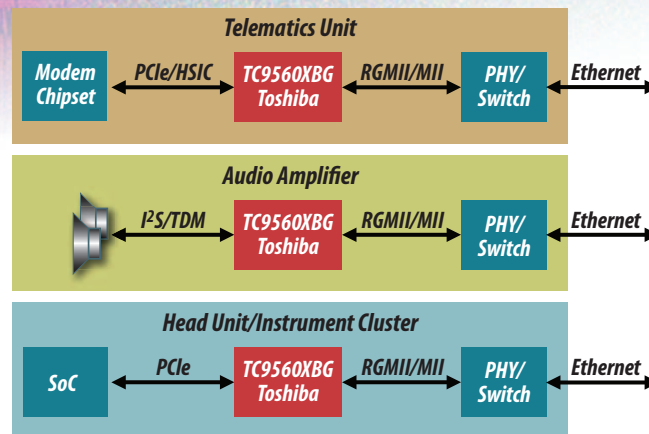 Telematics Unit
Modem
Chipset
PCIe/HSIC
TC9560XBG
Toshiba
RGMII/MII
PHY/
Switch
Ethernet
Audio Amplifier
I²S/TDM
TC9560XBG
Toshiba
RGMII/MII
PHY/
Switch
Ethernet
Head Unit/Instrument Cluster
SoC
PCIe
TC9560XBG
Toshiba
RGMII/MII
PHY/
Switch
Ethernet